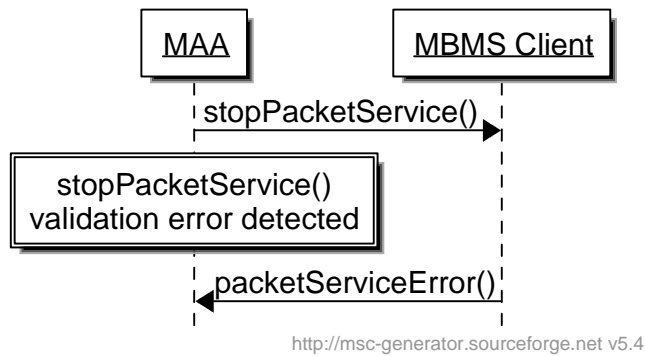 MAA
MBMS Client
stopPacketService()
stopPacketService()
validation error detected
packetServiceError()
http://msc-generator.sourceforge.net v5.4